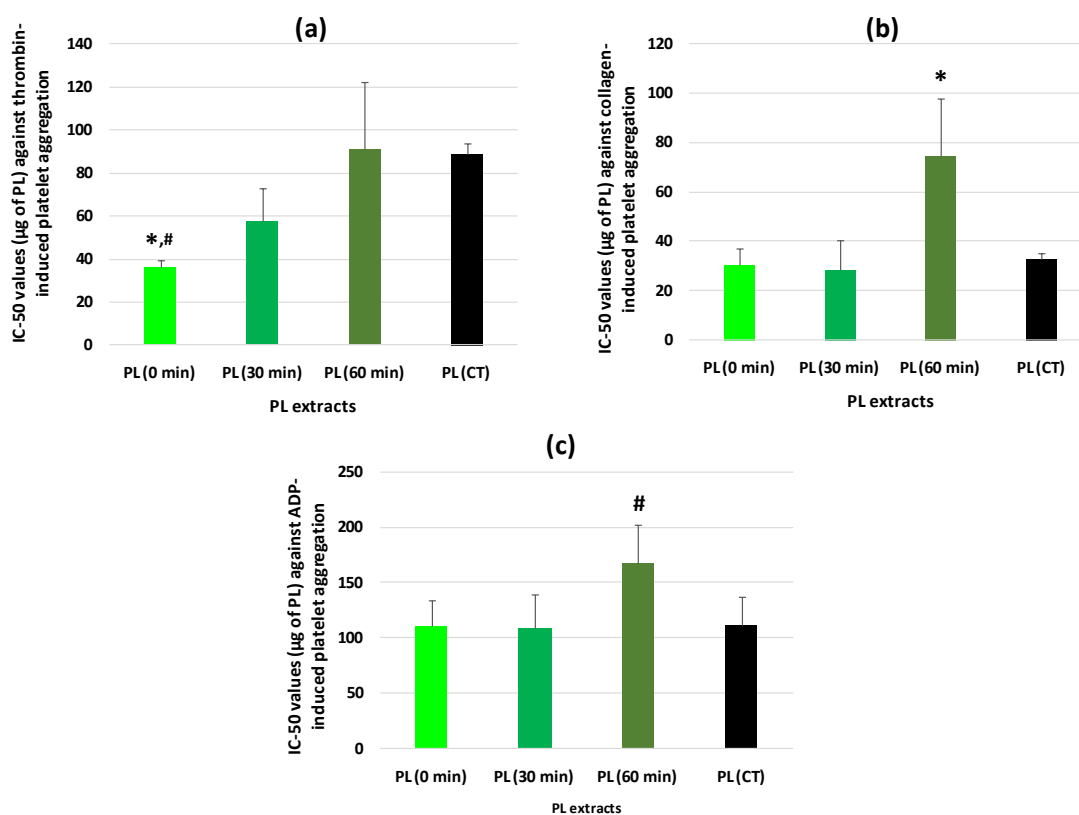 (a)
IC-50 values (µg of PL) against thrombin-
induced platelet aggregation
140
120
100
80
60
40
20
0
*,#
PL(0 min) PL(30 min) PL(60 min) PL(CT)
PL extracts
(b)
IC-50 values (µg of PL) against collagen-
induced platelet aggregation
120
100
80
60
40
20
0
*
PL(0 min) PL(30 min) PL(60 min) PL(CT)
PL extracts
(c)
IC-50 values (µg of PL) against ADP-
induced platelet aggregation
250
200
150
100
50
0
#
PL(0 min) PL(30 min) PL(60 min) PL(CT)
PL extracts